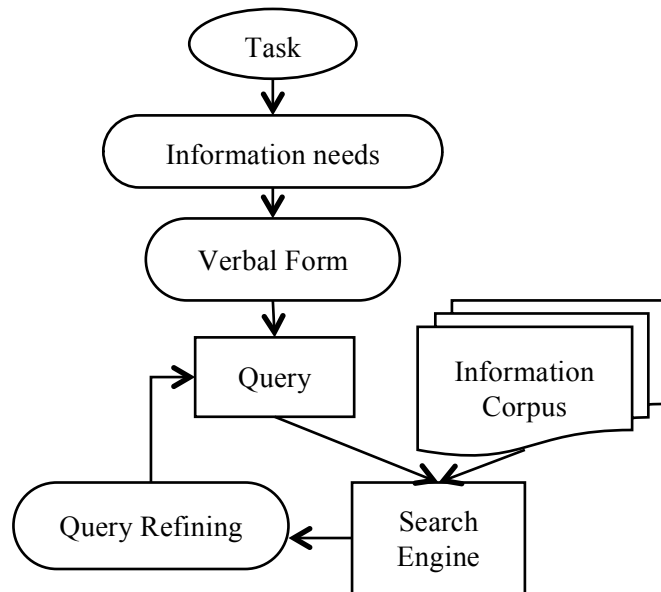 Task
Information needs
Verbal Form
Query
Information
Corpus
Query Refining
Search
Engine